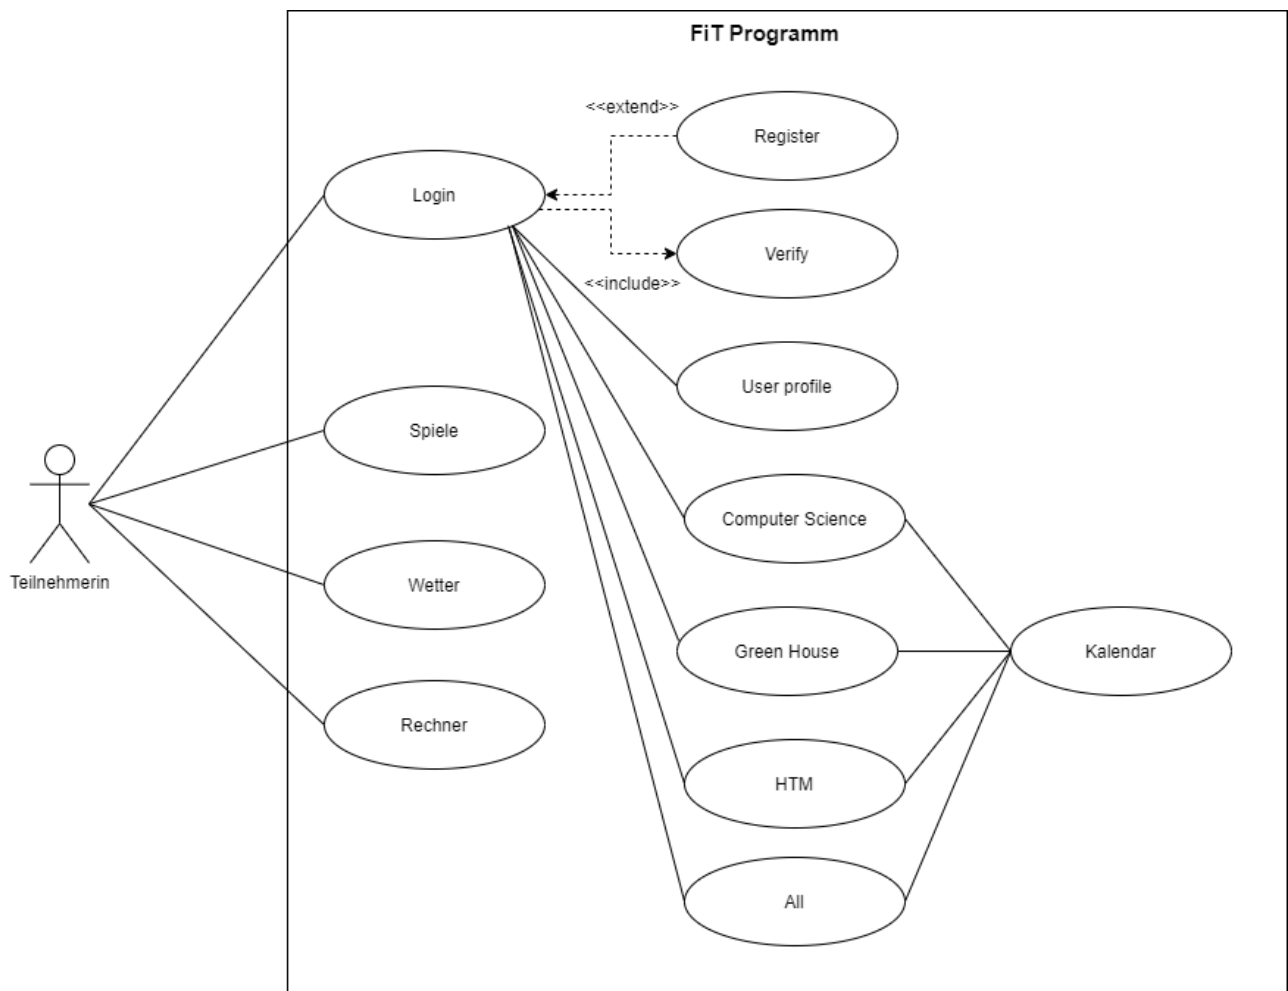 FiT Programm
<<extend>>
Register
Login
Verify
<<include>>
User profile
Spiele
Computer Science
Teilnehmerin
Wetter
Green House
Kalendar
Rechner
HTM
All